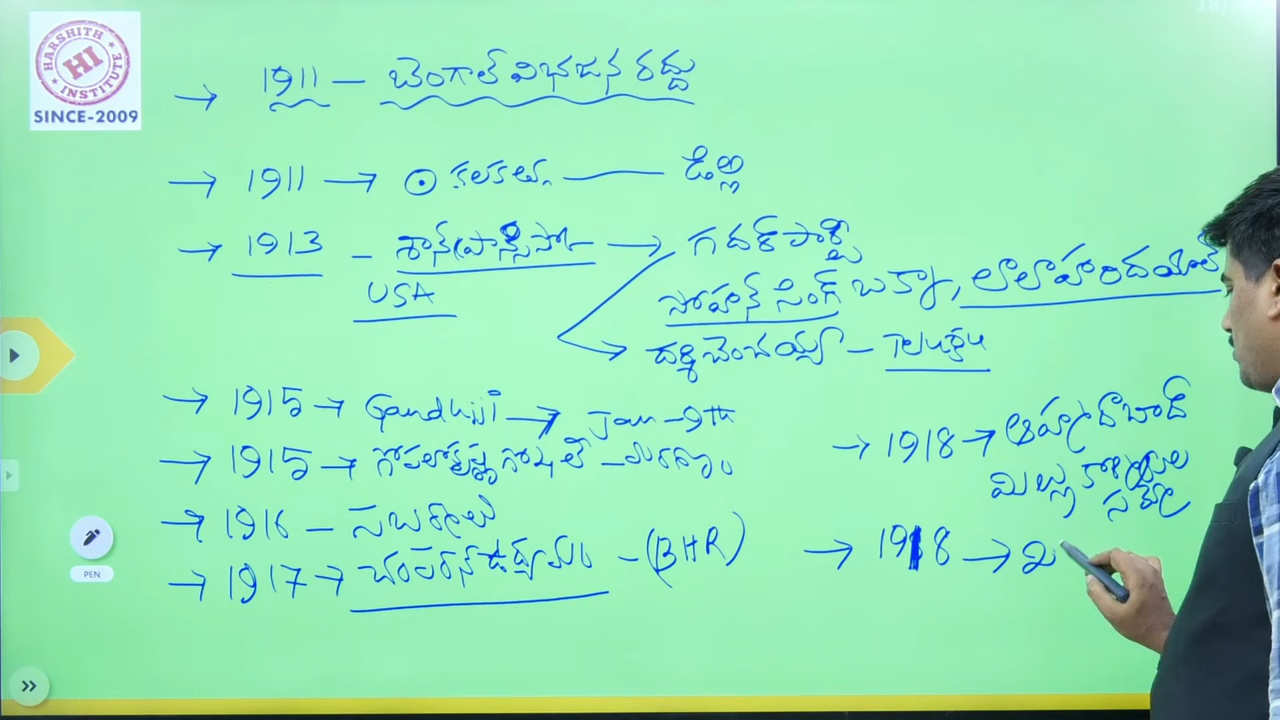 HARSHITH
HI
INSTITUTE
SINCE-2009
→ 1911 – బెంగాల్ విభజన రద్దు
→ 1911 → కలకత్తా — ఢిల్లి
→ 1913 – శాన్ఫ్రాన్సిస్కో → గదర్ పార్టీ
USA
సోహన్ సింగ్ బక్నా, లాలాహరదయాల్
దర్శి చెంచయ్య –
→ 1915 → Gandhiji → Jan-9th
→ 1915 → గోపాలకృష్ణ గోఖలే – మరణం
→ 1916 –
→ 1917 → చంపారన్ ఉద్యమం – (BHR)
→ 1918 → అహ్మదాబాద్
మిల్లు కార్మికుల
సమ్మె
→ 1918 →
PEN